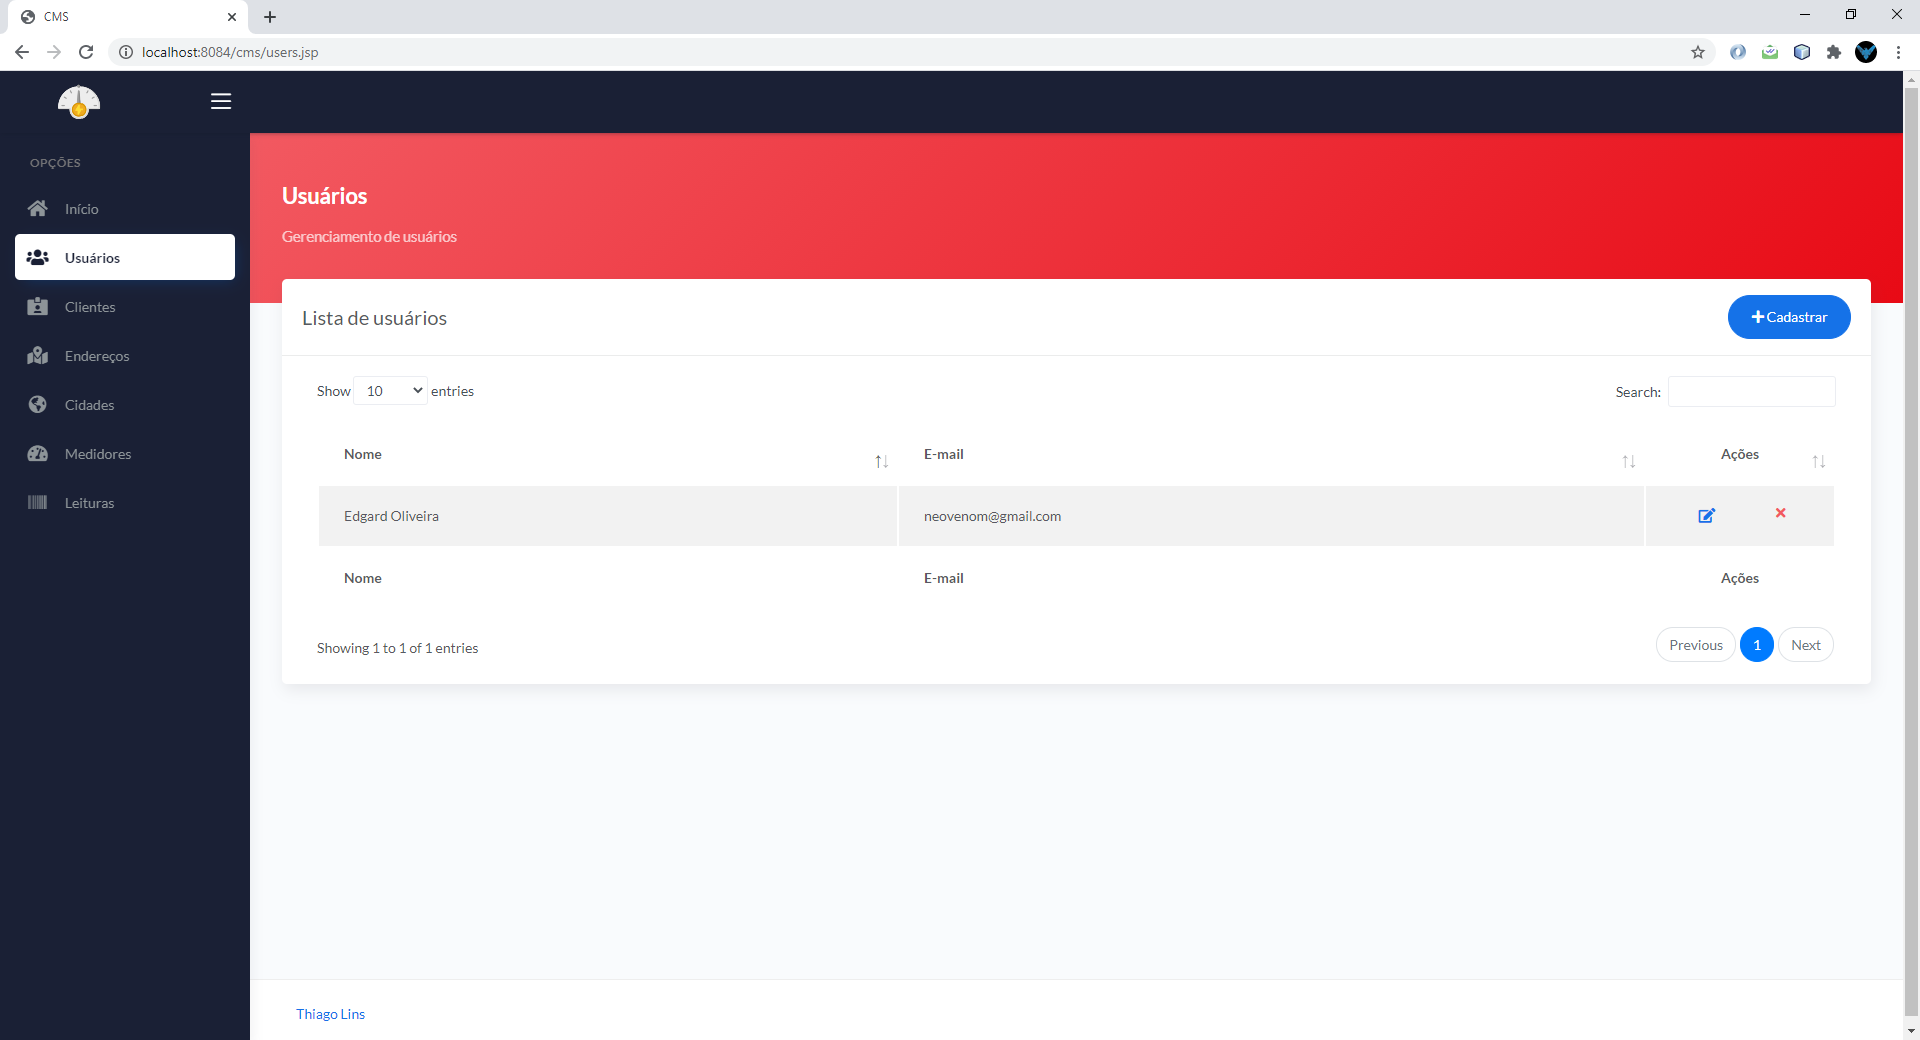 CMS
localhost:8084/cms/users.jsp
OPÇÕES
Início
Usuários
Clientes
Endereços
Cidades
Medidores
Leituras
Usuários
Gerenciamento de usuários
Lista de usuários
Cadastrar
Show 10 entries
Search:
Nome E-mail Ações
Edgard Oliveira neovenom@gmail.com
Nome E-mail Ações
Showing 1 to 1 of 1 entries
Previous 1 Next
Thiago Lins